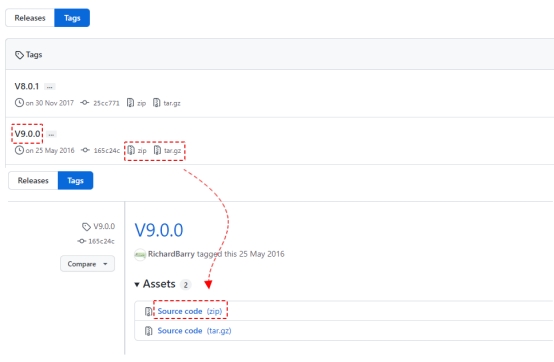 Releases Tags
Tags
V8.0.1 ...
on 30 Nov 2017 25cc771 zip tar.gz
V9.0.0 ...
on 25 May 2016 165c24c zip tar.gz
Releases Tags
V9.0.0
165c24c
Compare
V9.0.0
RichardBarry tagged this 25 May 2016
Assets 2
Source code (zip)
Source code (tar.gz)